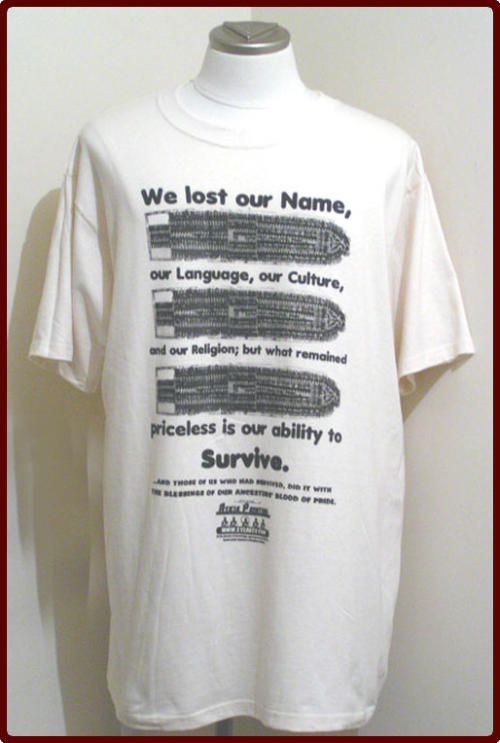 We lost our Name,
our Language, our Culture,
and our Religion; but what remained
priceless is our ability to
Survive.
...AND THOSE OF US WHO HAD SURVIVED, DID IT WITH
THE BLESSINGS OF OUR ANCESTORS' BLOOD OF PRIDE.